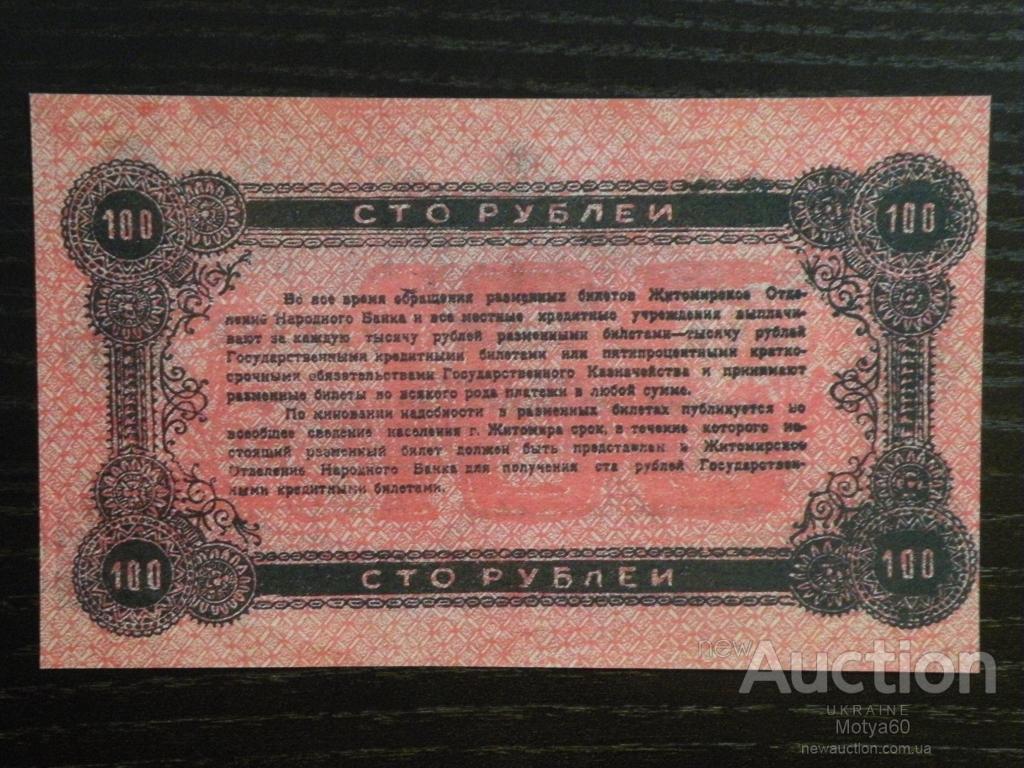 100 СТО РУБЛЕЙ 100
Во все время обращения разменных билетов Житомирское Отде-
ление Народного Банка и все местные кредитные учреждения выплачи-
вают за каждую тысячу рублей разменными билетами—тысячу рублей
Государственными кредитными билетами или пятипроцентными кратко-
срочными обязательствами Государственного Казначейства и принимают
разменные билеты во всякого рода платежи в любой сумме.
По миновании надобности в разменных билетах публикуется во
всеобщее сведение населения г. Житомира срок, в течение которого на-
стоящий разменный билет должен быть представлен в Житомирское
Отделение Народного Банка для получения ста рублей Государствен-
ными кредитными билетами.
100 СТО РУБЛЕЙ 100
newAuction
UKRAINE
Motya60
newauction.com.ua